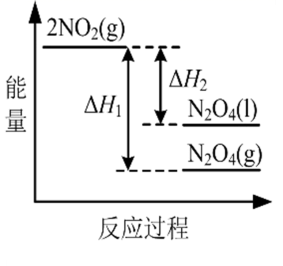 2NO₂(g)
能量
ΔH₁
ΔH₂
N₂O₄(l)
N₂O₄(g)
反应过程